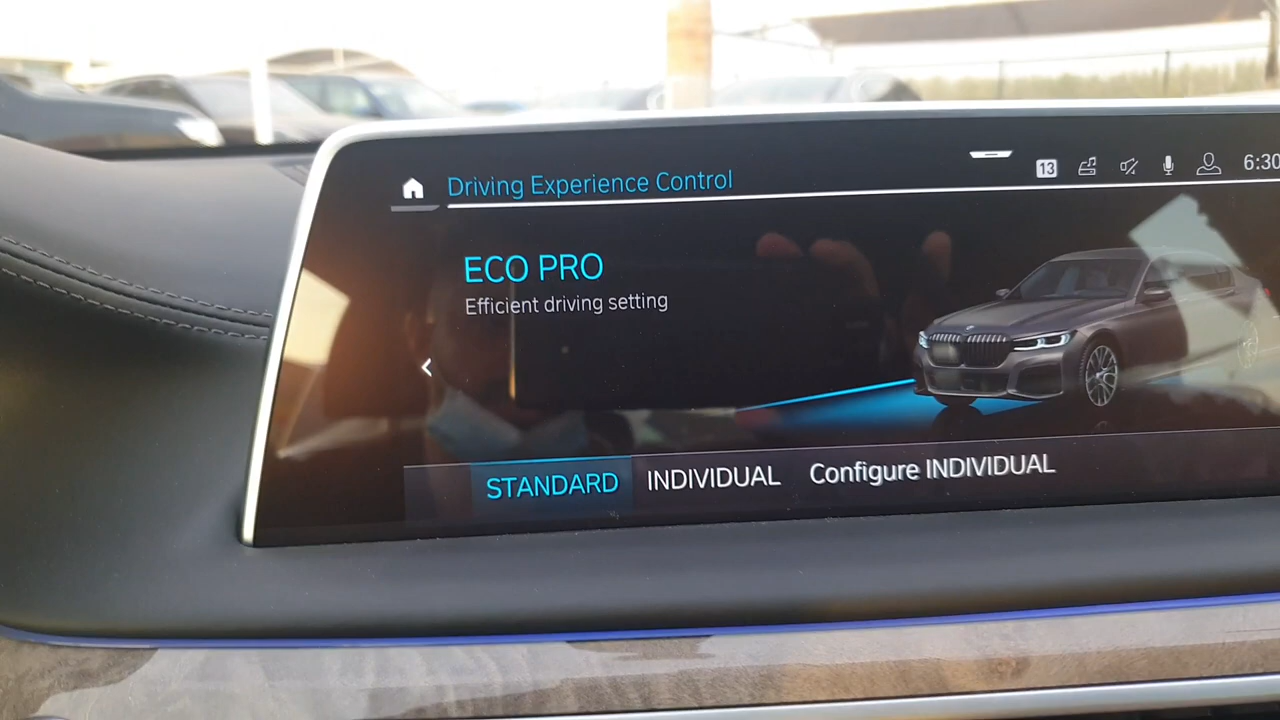 Driving Experience Control
13
6:30
ECO PRO
Efficient driving setting
STANDARD INDIVIDUAL Configure INDIVIDUAL